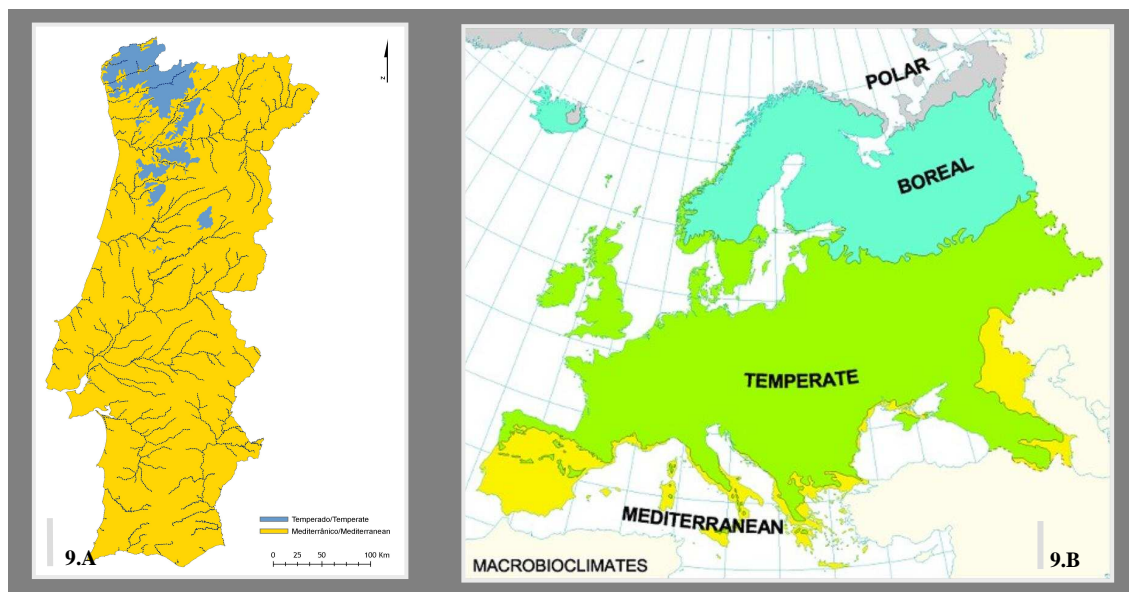 z
Temperado/Temperate
Mediterrânico/Mediterranean
0 25 50 100 Km
9.A
POLAR
BOREAL
TEMPERATE
MEDITERRANEAN
MACROBIOCLIMATES
9.B